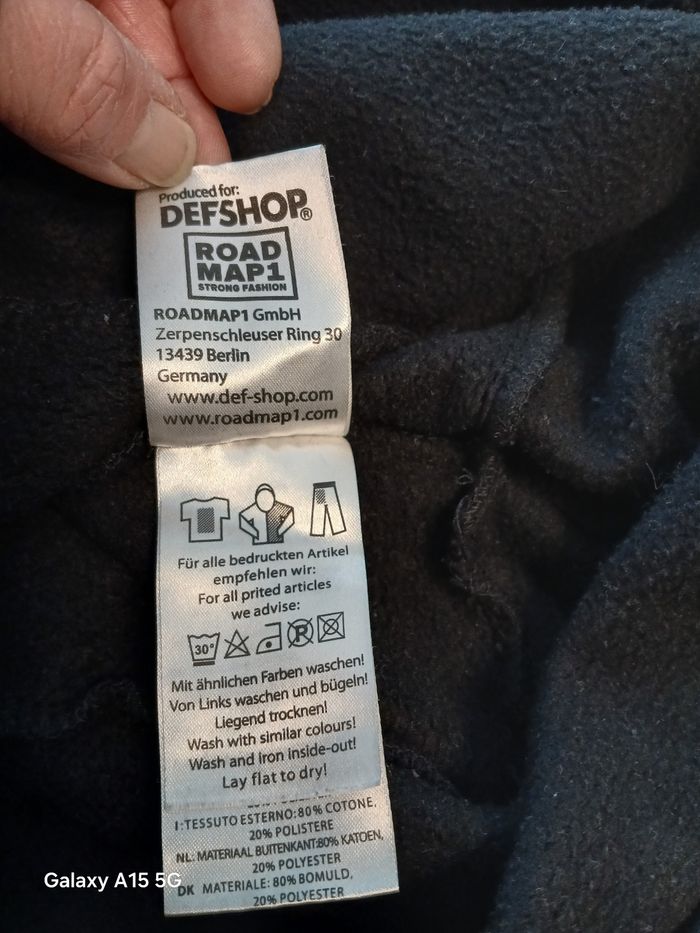 Produced for:
DEFSHOP®
ROAD
MAP1
STRONG FASHION
ROADMAP1 GmbH
Zerpenschleuser Ring 30
13439 Berlin
Germany
www.def-shop.com
www.roadmap1.com
Für alle bedruckten Artikel
empfehlen wir:
For all prited articles
we advise:
30° P
Mit ähnlichen Farben waschen!
Von Links waschen und bügeln!
Liegend trocknen!
Wash with similar colours!
Wash and iron inside-out!
Lay flat to dry!
I:TESSUTO ESTERNO:80% COTONE,
20% POLISTERE
NL: MATERIAAL BUITENKANT:80% KATOEN,
20% POLYESTER
DK MATERIALE: 80% BOMULD,
20% POLYESTER
Galaxy A15 5G